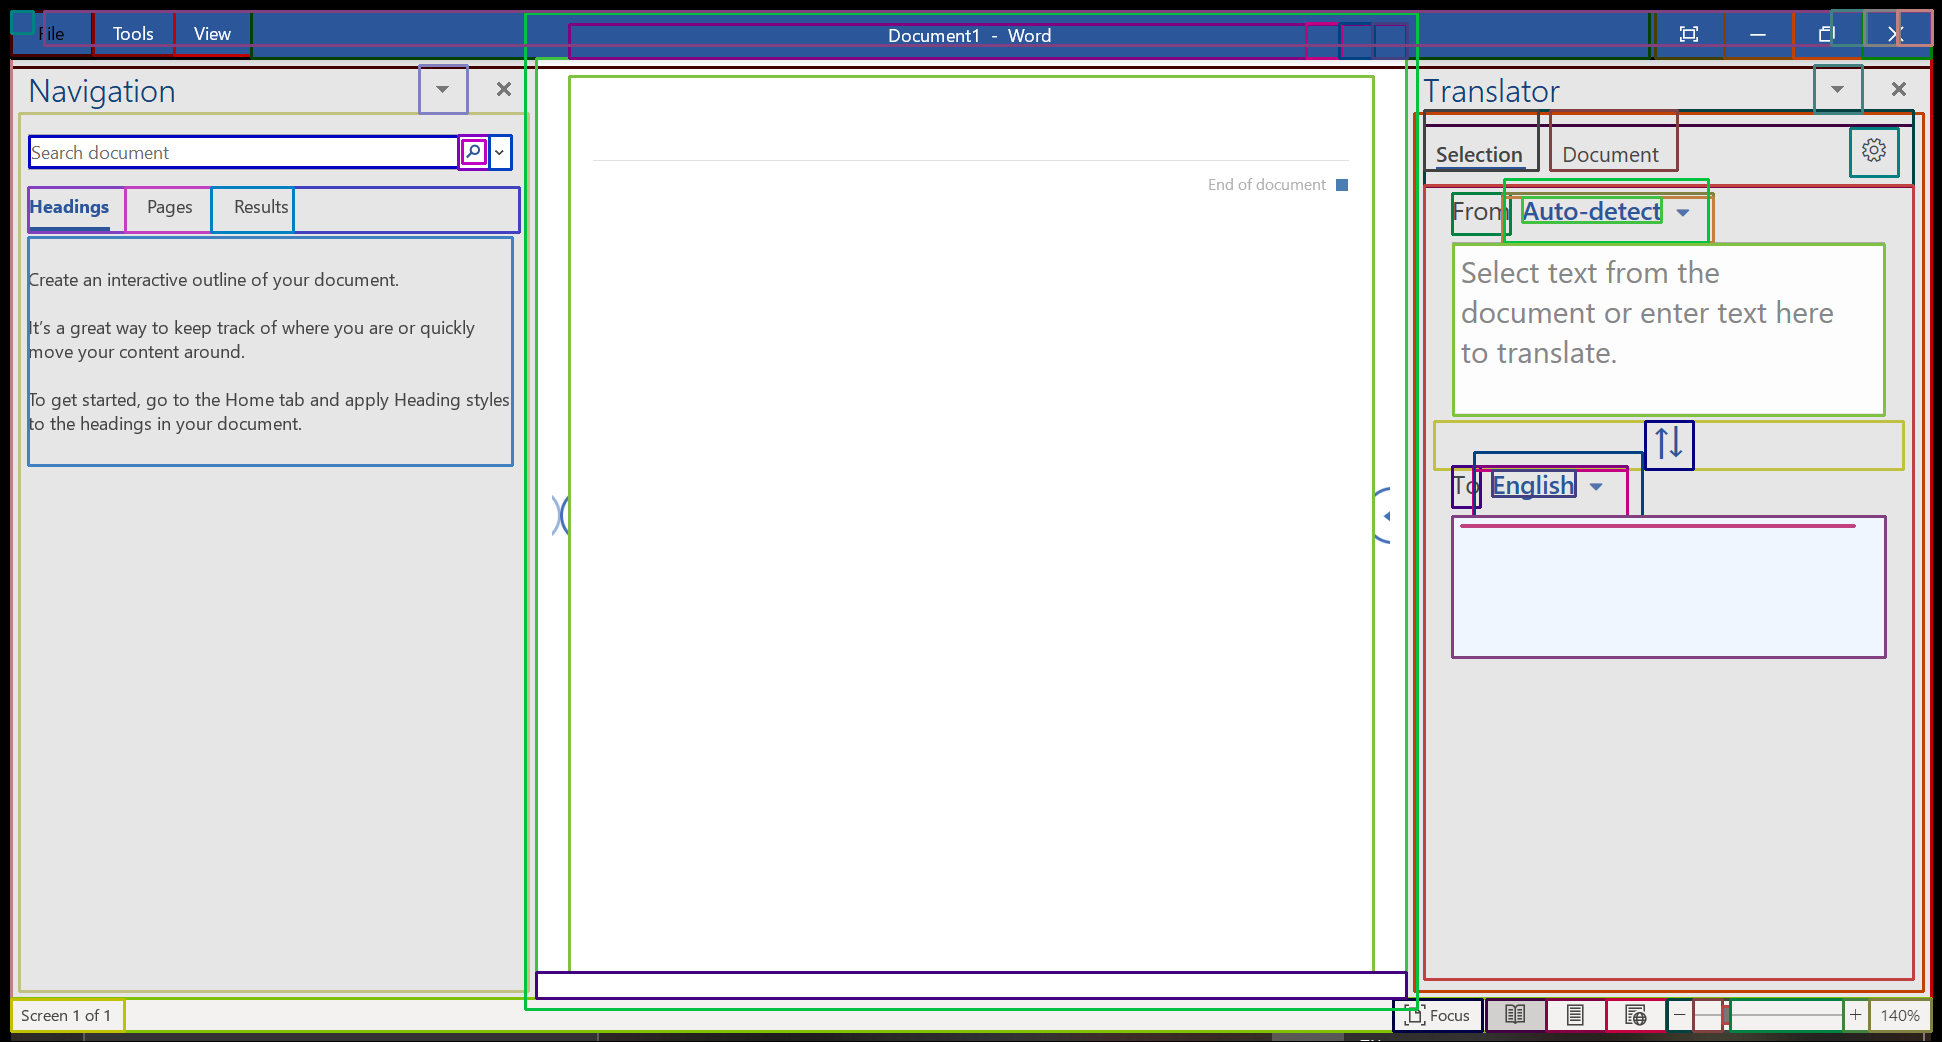 File Tools View Document1 - Word
Navigation
Search document
Headings Pages Results
Create an interactive outline of your document.
It's a great way to keep track of where you are or quickly
move your content around.
To get started, go to the Home tab and apply Heading styles
to the headings in your document.
End of document
Translator
Selection Document
From Auto-detect
Select text from the
document or enter text here
to translate.
To English
Screen 1 of 1 Focus 140%